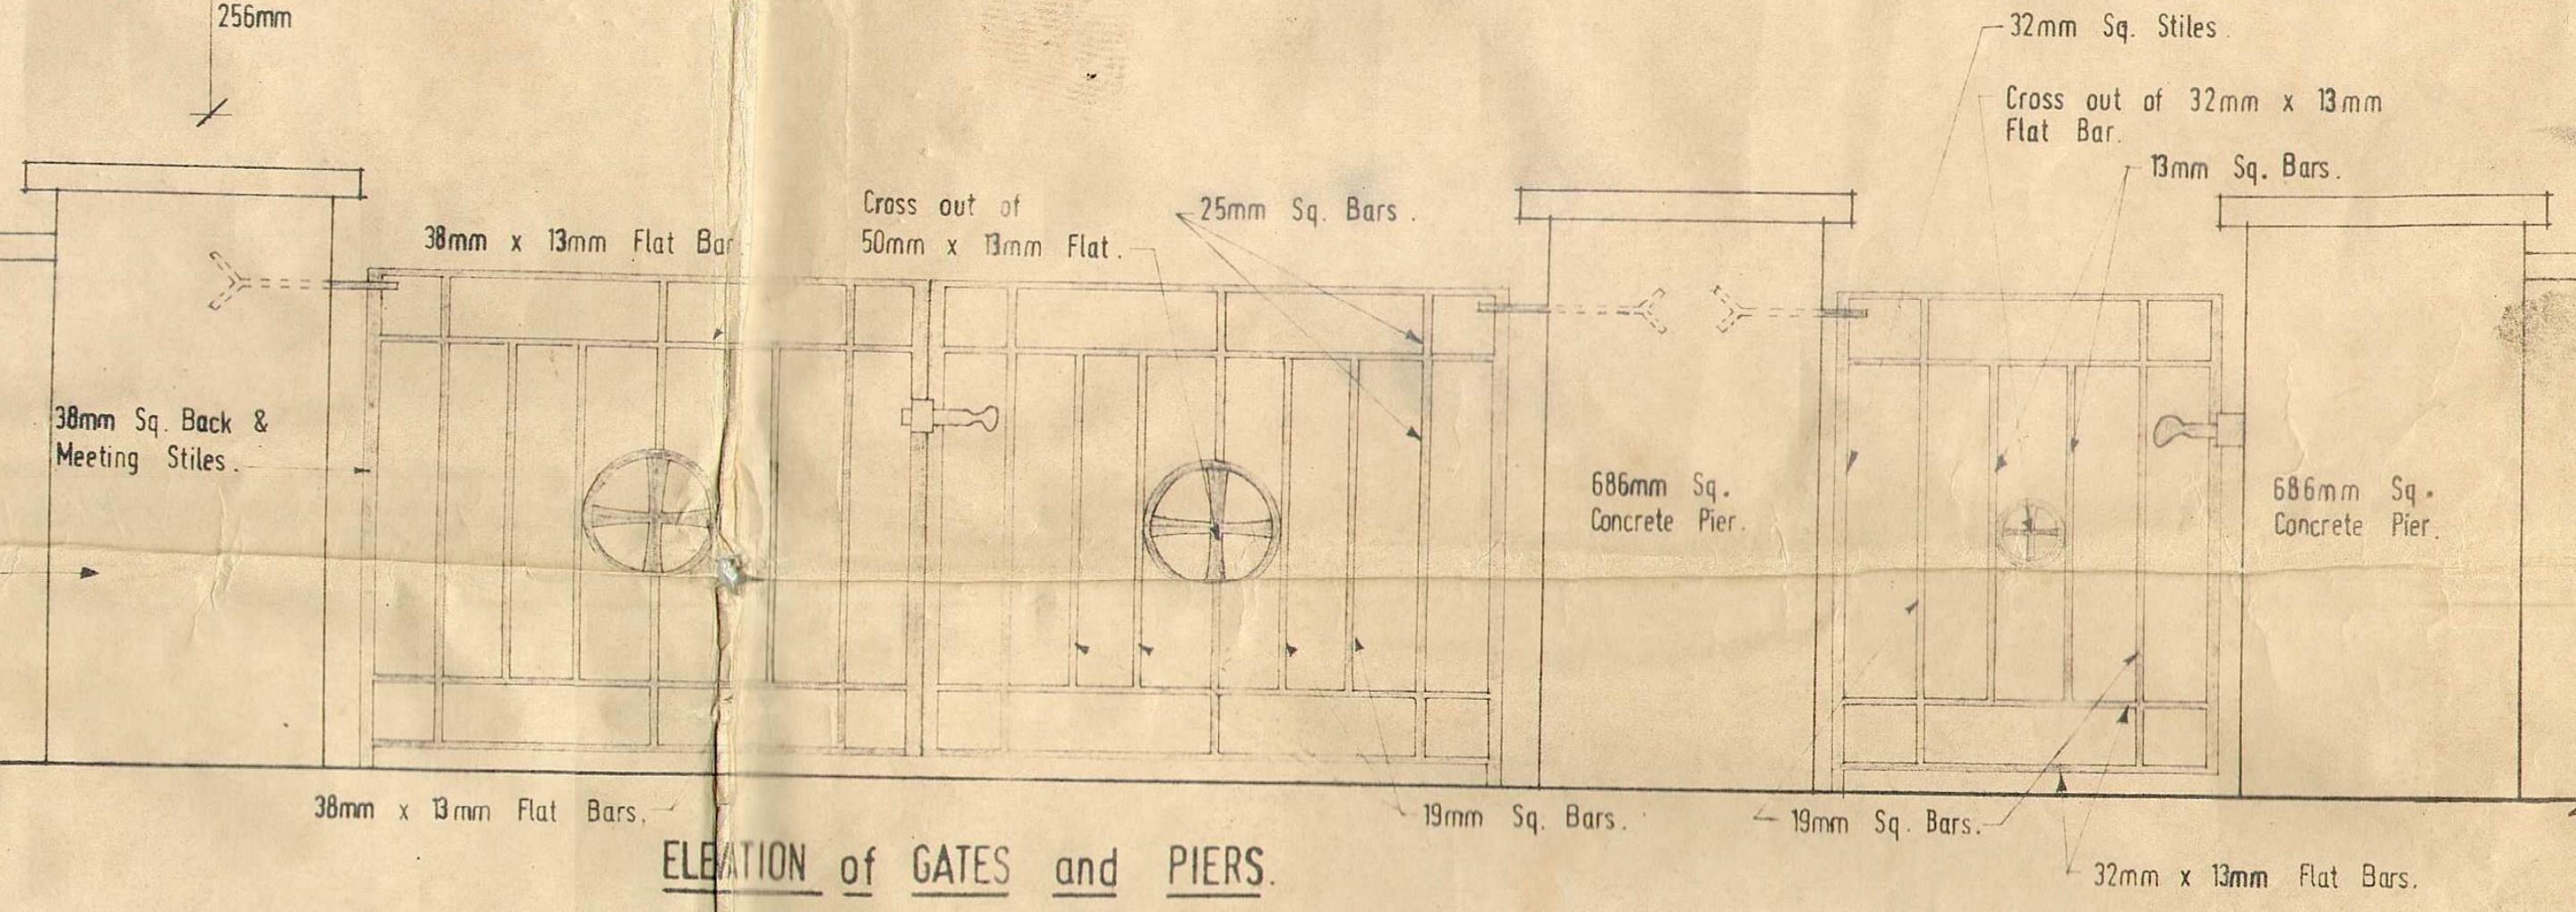 256mm
32mm Sq. Stiles.
Cross out of 32mm x 13mm
Flat Bar.
13mm Sq. Bars.
Cross out of
50mm x 13mm Flat.
25mm Sq. Bars.
38mm x 13mm Flat Bar
38mm Sq. Back &
Meeting Stiles.
686mm Sq.
Concrete Pier.
686mm Sq.
Concrete Pier.
38mm x 13mm Flat Bars.
19mm Sq. Bars.
19mm Sq. Bars.
32mm x 13mm Flat Bars.
ELEATION of GATES and PIERS.